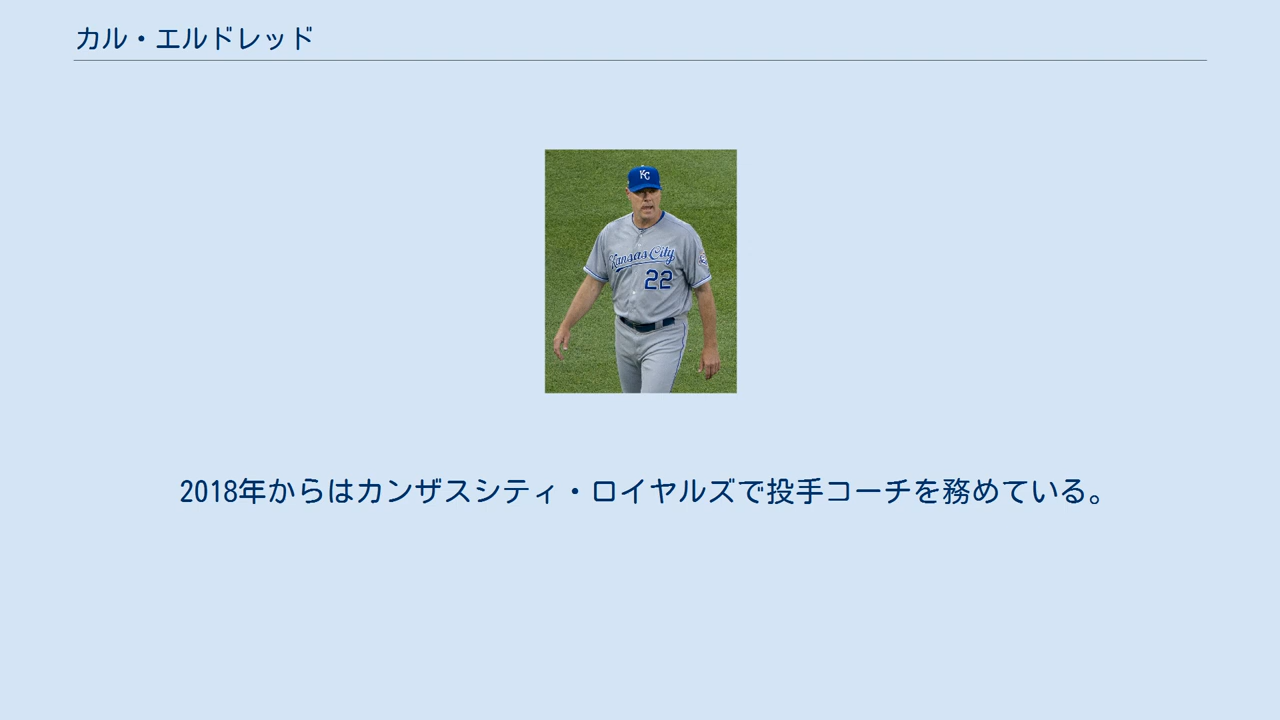 カル・エルドレッド
KC
Kansas City
22
2018年からはカンザスシティ・ロイヤルズで投手コーチを務めている。